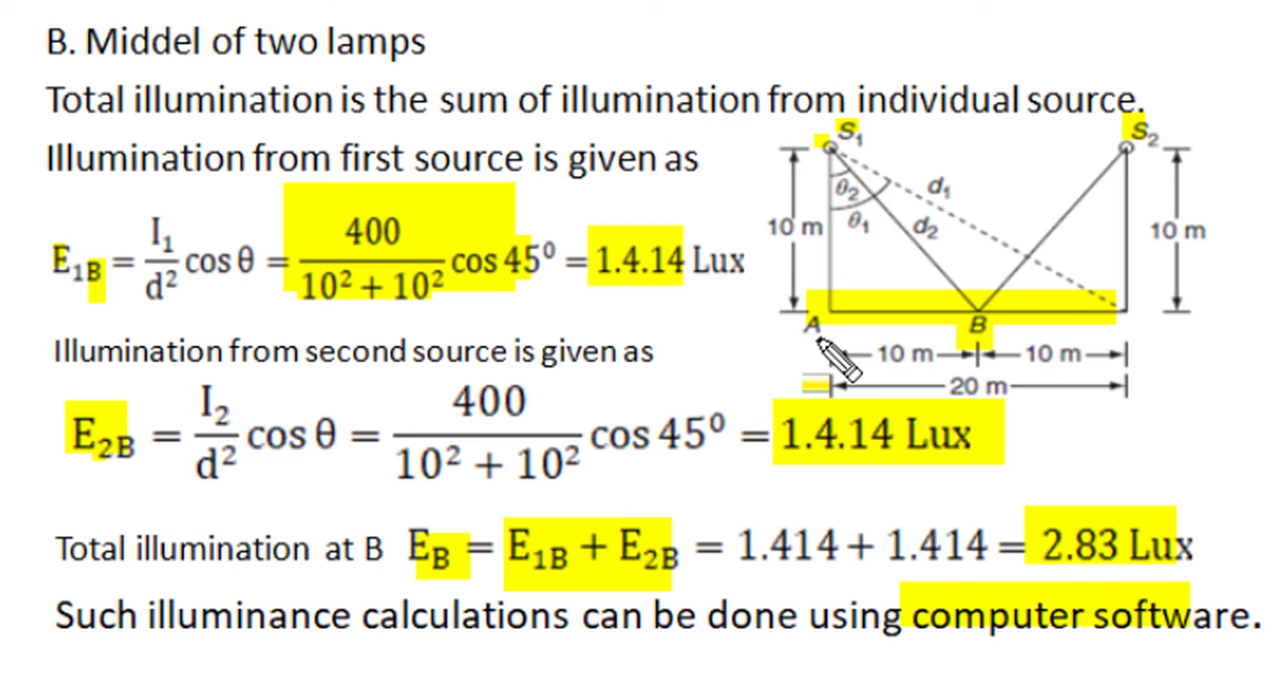 B. Middel of two lamps
Total illumination is the sum of illumination from individual source.
Illumination from first source is given as
E₁B = I₁/d² cos θ = 400/(10² + 10²) cos 45⁰ = 1.4.14 Lux
Illumination from second source is given as
E₂B = I₂/d² cos θ = 400/(10² + 10²) cos 45⁰ = 1.4.14 Lux
Total illumination at B E_B = E₁B + E₂B = 1.414 + 1.414 = 2.83 Lux
Such illuminance calculations can be done using computer software.
S₁
S₂
θ₂
d₁
10 m
θ₁
d₂
10 m
A
B
10 m
10 m
20 m